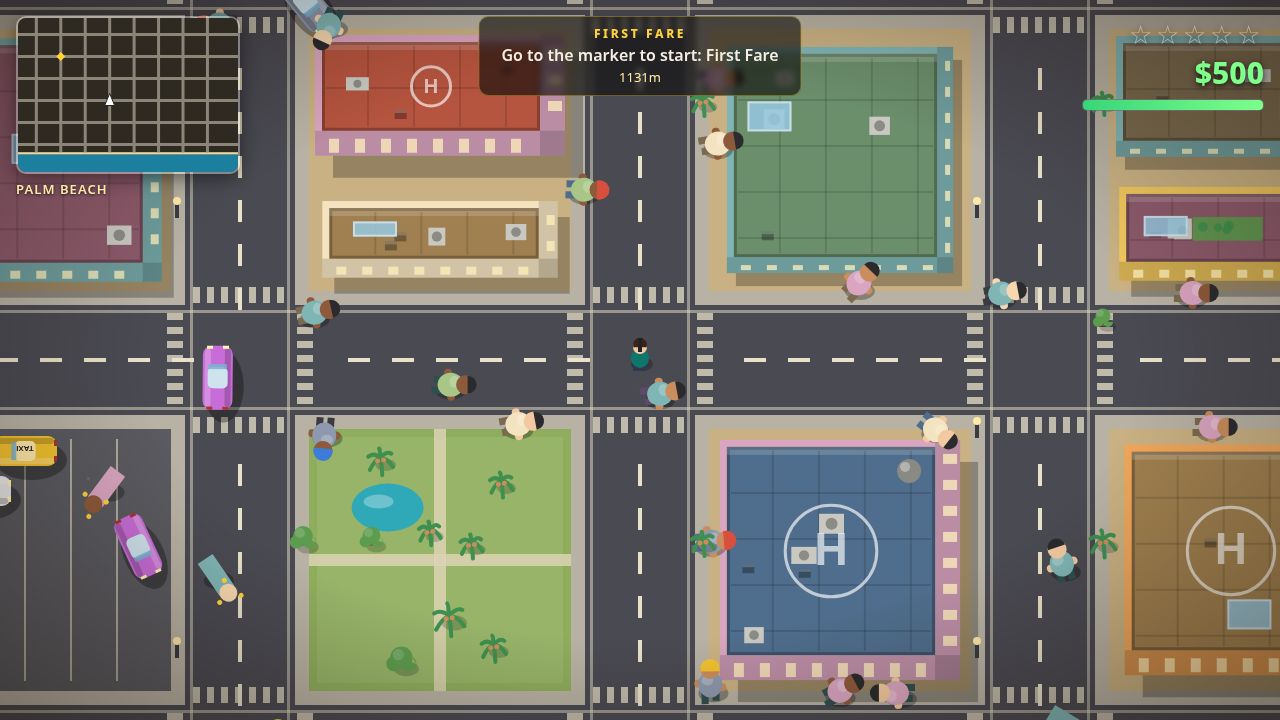 FIRST FARE
Go to the marker to start: First Fare
1131m
$500
PALM BEACH
H
TAXI
H
H